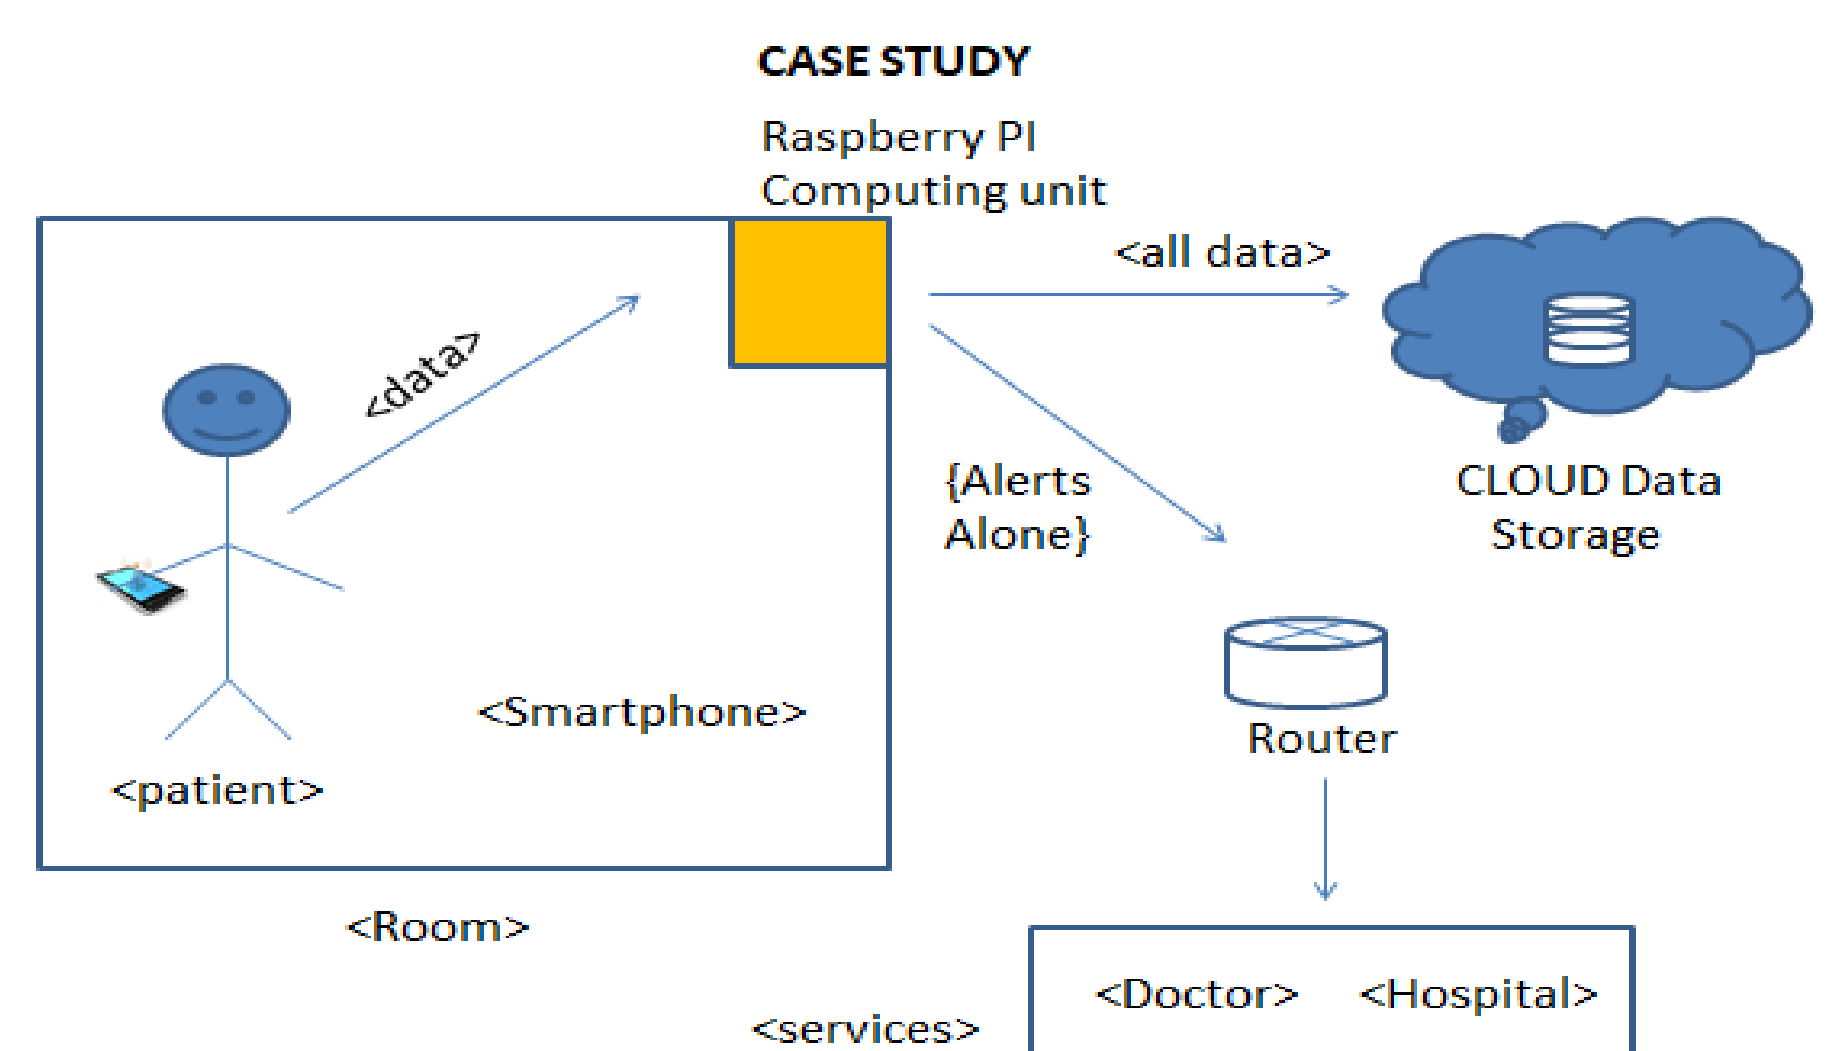 CASE STUDY
Raspberry PI
Computing unit
<all data>
<data>
{Alerts
Alone}
CLOUD Data
Storage
<Smartphone>
Router
<patient>
<Room>
<Doctor> <Hospital>
<services>